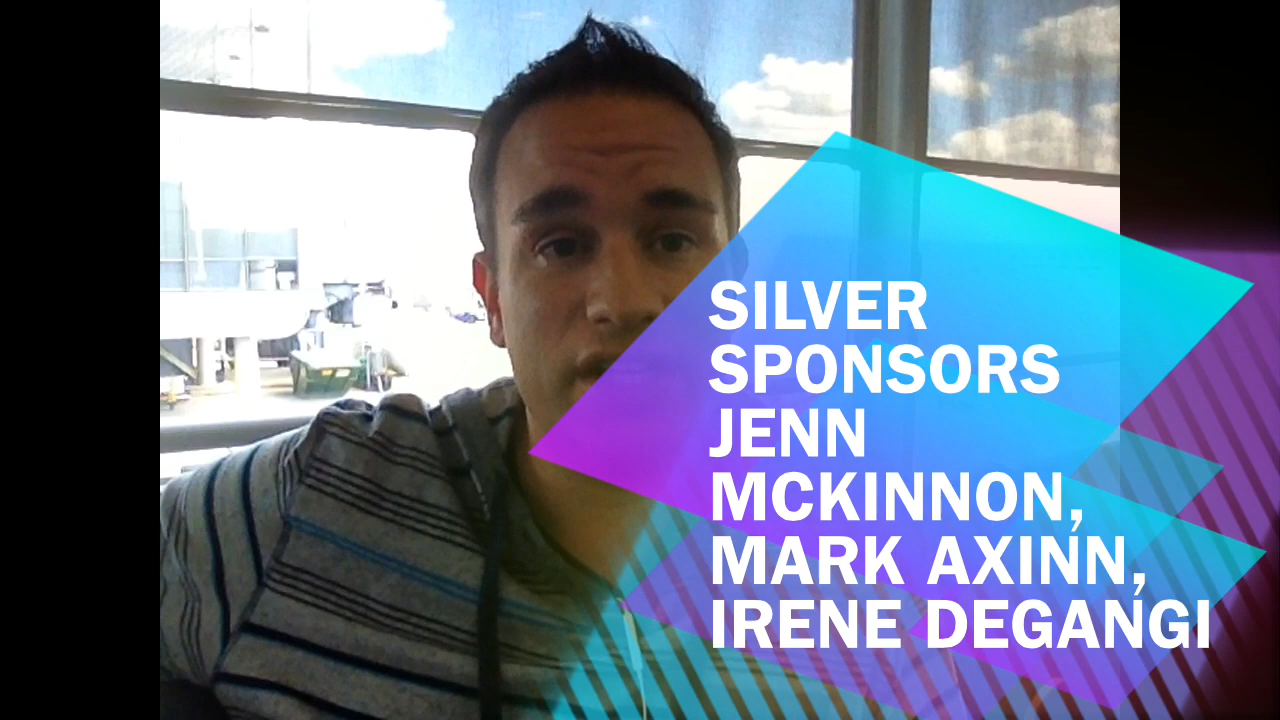 SILVER
SPONSORS
JENN
MCKINNON,
MARK AXINN,
IRENE DEGANGI